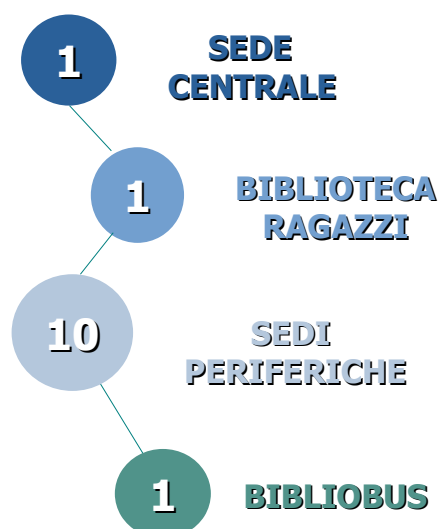 1
SEDE
CENTRALE
1
BIBLIOTECA
RAGAZZI
10
SEDI
PERIFERICHE
1
BIBLIOBUS